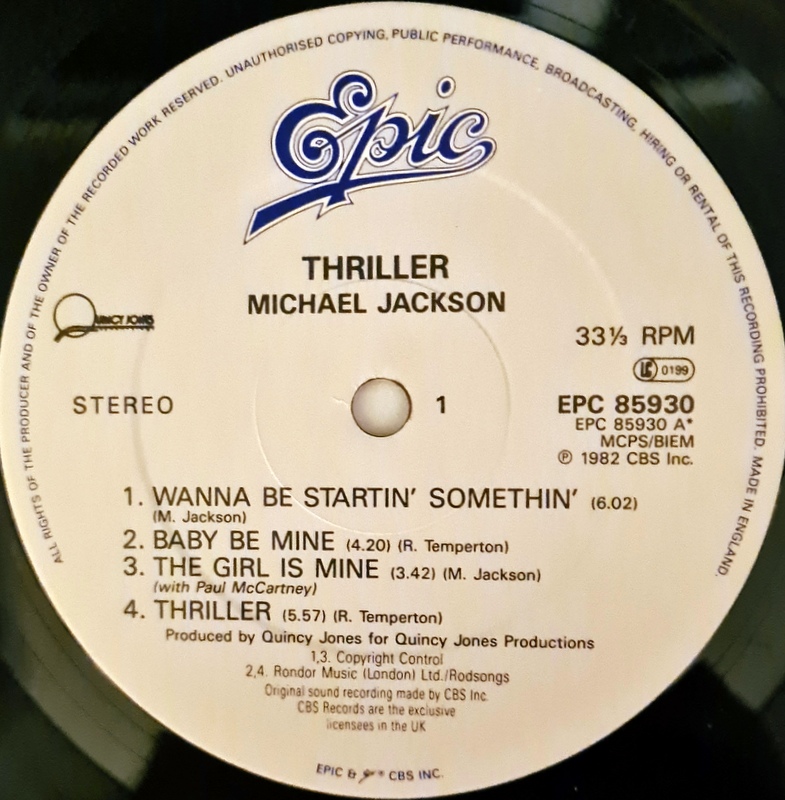 ALL RIGHTS OF THE PRODUCER AND OF THE OWNER OF THE RECORDED WORK RESERVED. UNAUTHORISED COPYING, PUBLIC PERFORMANCE, BROADCASTING, HIRING OR RENTAL OF THIS RECORDING PROHIBITED. MADE IN ENGLAND.
Epic
THRILLER
MICHAEL JACKSON
QUINCY JONES
33⅓ RPM
LC 0199
STEREO
1
EPC 85930
EPC 85930 A*
MCPS/BIEM
℗ 1982 CBS Inc.
1. WANNA BE STARTIN' SOMETHIN' (6.02)
(M. Jackson)
2. BABY BE MINE (4.20) (R. Temperton)
3. THE GIRL IS MINE (3.42) (M. Jackson)
(with Paul McCartney)
4. THRILLER (5.57) (R. Temperton)
Produced by Quincy Jones for Quincy Jones Productions
1,3. Copyright Control
2,4. Rondor Music (London) Ltd./Rodsongs
Original sound recording made by CBS Inc.
CBS Records are the exclusive
licensees in the UK
EPIC & CBS INC.